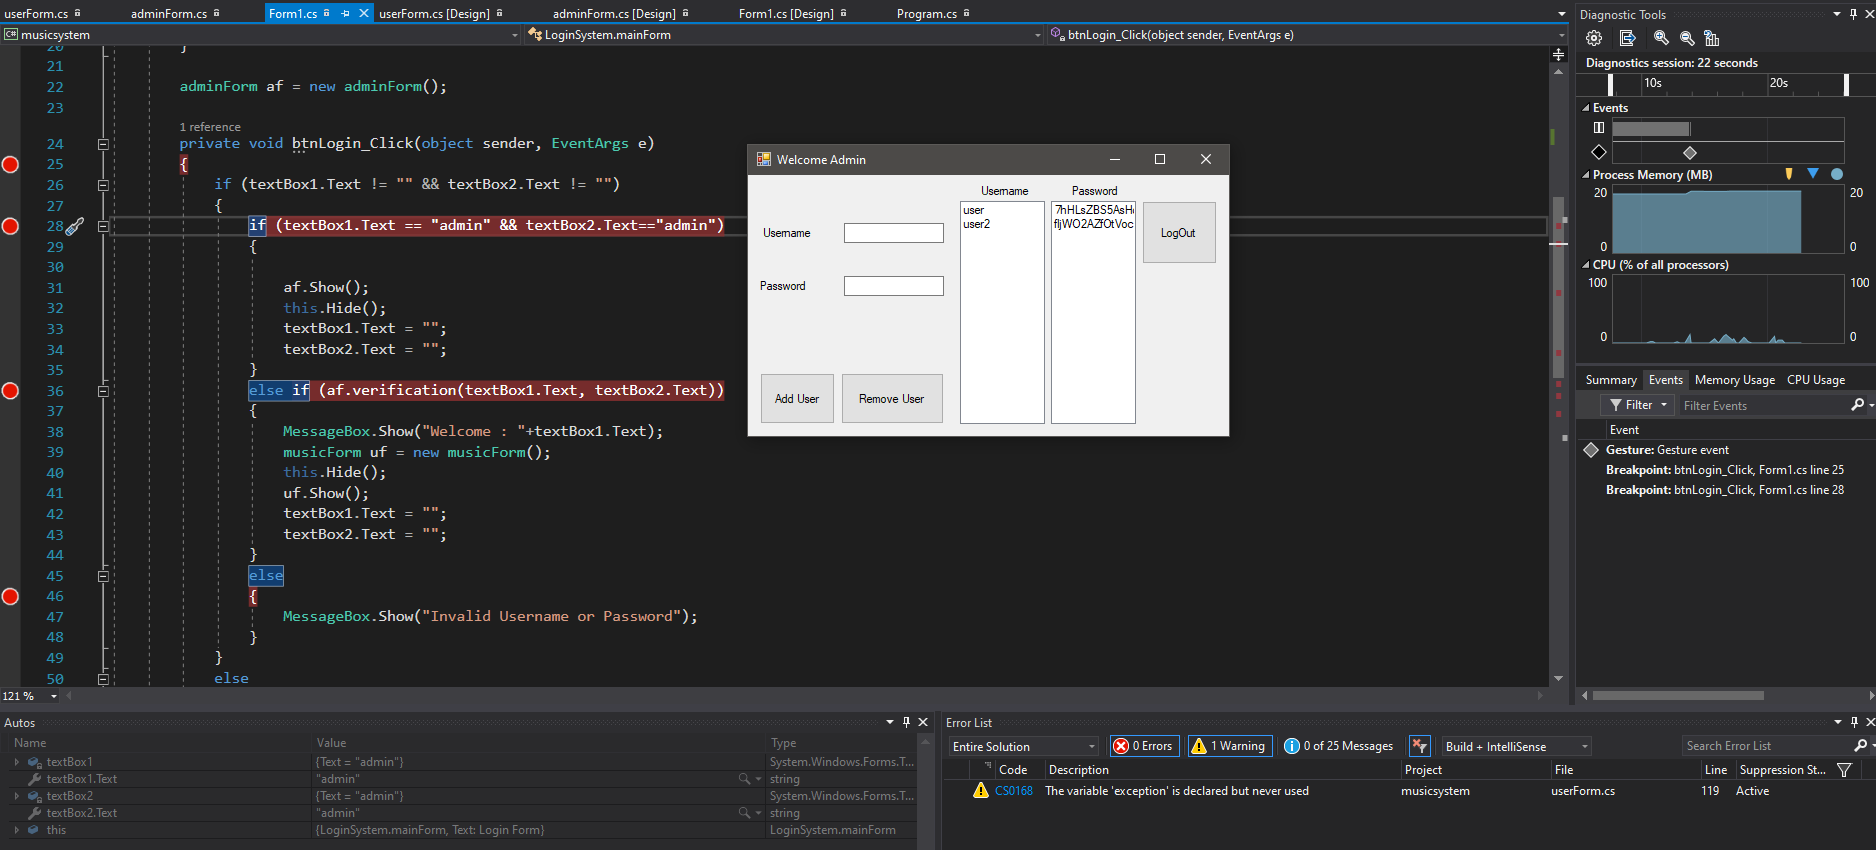 userForm.cs
adminForm.cs
Form1.cs
userForm.cs [Design]
adminForm.cs [Design]
Form1.cs [Design]
Program.cs
musicsystem
LoginSystem.mainForm
btnLogin_Click(object sender, EventArgs e)
20 }
21
22 adminForm af = new adminForm();
23
1 reference
24 private void btnLogin_Click(object sender, EventArgs e)
25 {
26 if (textBox1.Text != "" && textBox2.Text != "")
27 {
28 if (textBox1.Text == "admin" && textBox2.Text=="admin")
29 {
30
31 af.Show();
32 this.Hide();
33 textBox1.Text = "";
34 textBox2.Text = "";
35 }
36 else if (af.verification(textBox1.Text, textBox2.Text))
37 {
38 MessageBox.Show("Welcome : "+textBox1.Text);
39 musicForm uf = new musicForm();
40 this.Hide();
41 uf.Show();
42 textBox1.Text = "";
43 textBox2.Text = "";
44 }
45 else
46 {
47 MessageBox.Show("Invalid Username or Password");
48 }
49 }
50 else
121 %
Welcome Admin
Username Password
user
user2
7hHLsZBS5AsH
fIjWO2AZfOtVoc
Username
Password
LogOut
Add User
Remove User
Diagnostic Tools
Diagnostics session: 22 seconds
10s 20s
Events
Process Memory (MB)
20 20
0 0
CPU (% of all processors)
100 100
0 0
Summary Events Memory Usage CPU Usage
Filter Filter Events
Event
Gesture: Gesture event
Breakpoint: btnLogin_Click, Form1.cs line 25
Breakpoint: btnLogin_Click, Form1.cs line 28
Autos
Name Value Type
textBox1 {Text = "admin"} System.Windows.Forms.T...
textBox1.Text "admin" string
textBox2 {Text = "admin"} System.Windows.Forms.T...
textBox2.Text "admin" string
this {LoginSystem.mainForm, Text: Login Form} LoginSystem.mainForm
Error List
Entire Solution 0 Errors 1 Warning 0 of 25 Messages Build + IntelliSense Search Error List
Code Description Project File Line Suppression St...
CS0168 The variable 'exception' is declared but never used musicsystem userForm.cs 119 Active